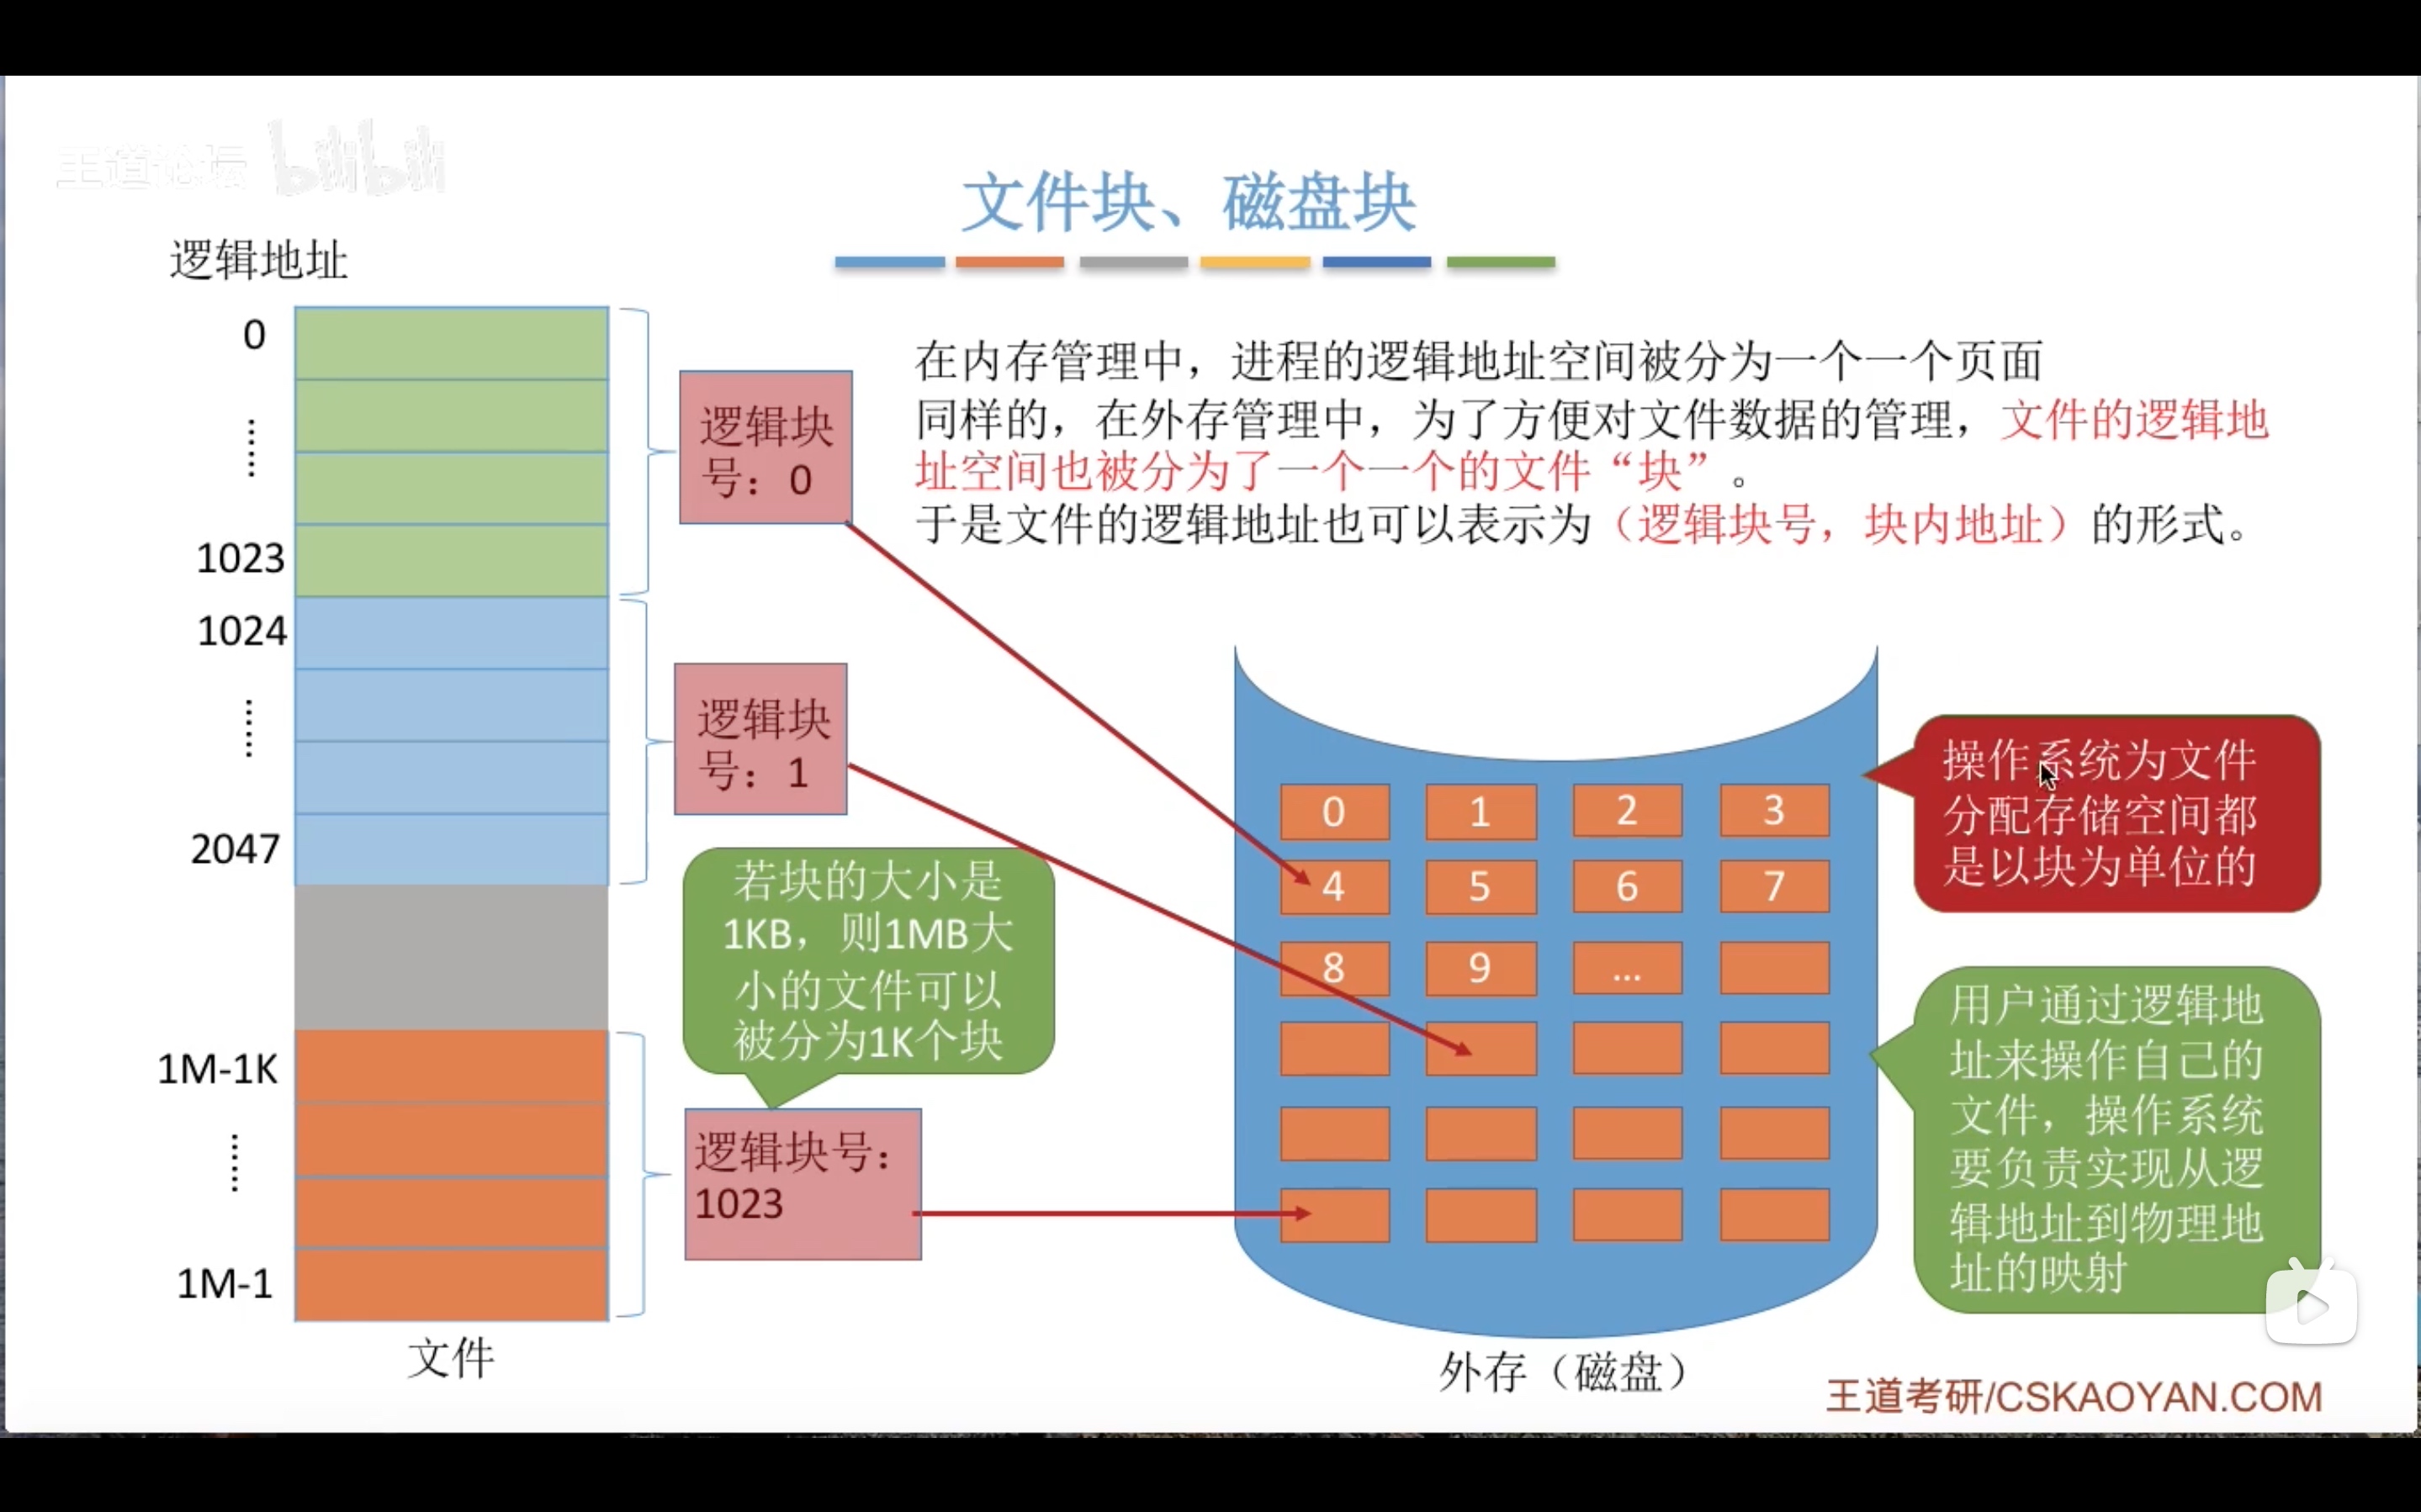 王道论坛 bilibili
文件块、磁盘块
逻辑地址
0
……
1023
1024
……
2047
1M-1K
……
1M-1
文件
逻辑块
号：0
逻辑块
号：1
若块的大小是
1KB，则1MB大
小的文件可以
被分为1K个块
逻辑块号：
1023
在内存管理中，进程的逻辑地址空间被分为一个一个页面
同样的，在外存管理中，为了方便对文件数据的管理，文件的逻辑地
址空间也被分为了一个一个的文件“块”。
于是文件的逻辑地址也可以表示为（逻辑块号，块内地址）的形式。
0 1 2 3
4 5 6 7
8 9 ...
外存（磁盘）
操作系统为文件
分配存储空间都
是以块为单位的
用户通过逻辑地
址来操作自己的
文件，操作系统
要负责实现从逻
辑地址到物理地
址的映射
王道考研/CSKAOYAN.COM